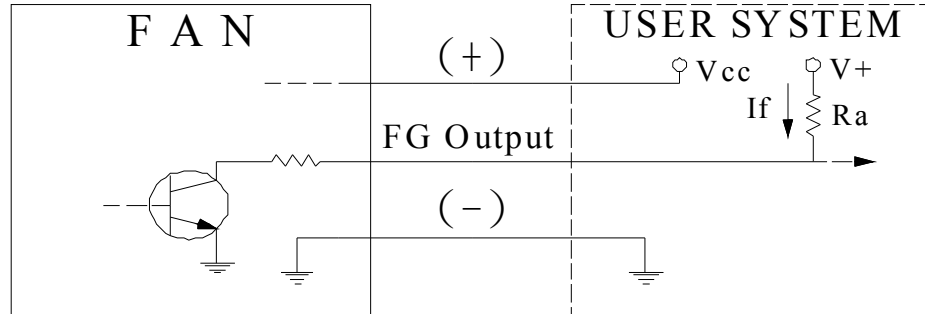 F A N
USER SYSTEM
(+)
Vcc
V+
If
Ra
FG Output
(-)